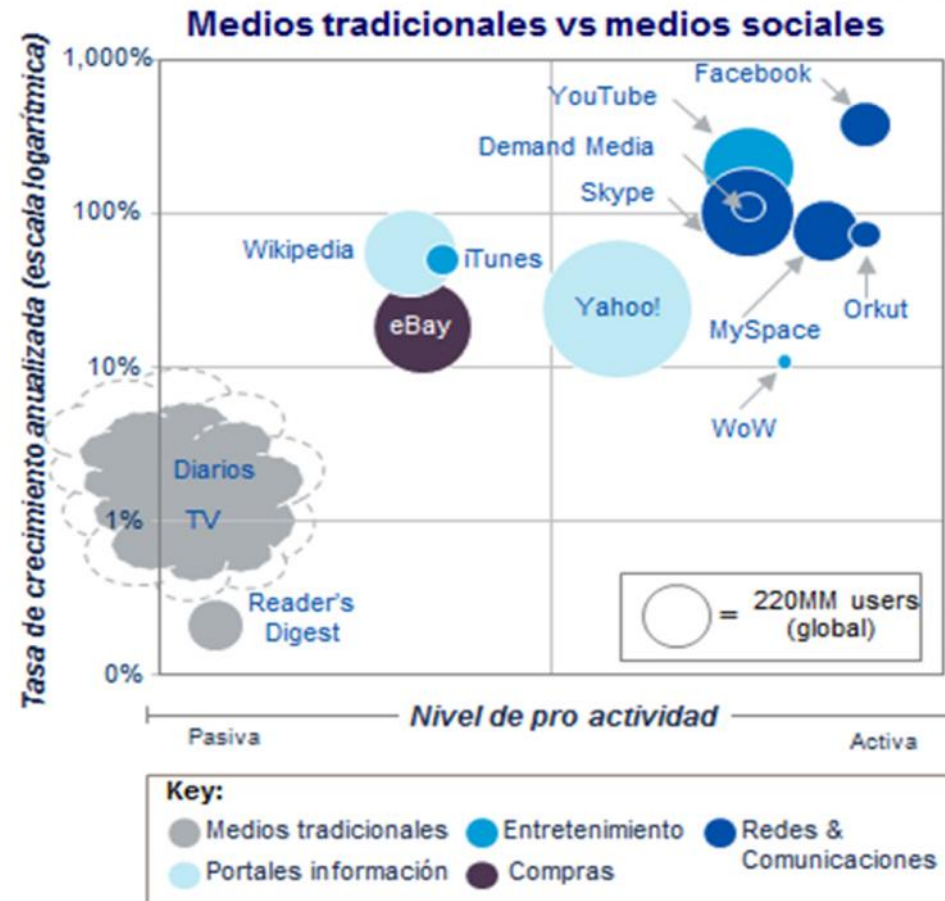 Medios tradicionales vs medios sociales
Tasa de crecimiento anualizada (escala logarítmica)
1,000%
100%
10%
1%
0%
Facebook
YouTube
Demand Media
Skype
Wikipedia
iTunes
eBay
Yahoo!
MySpace
Orkut
WoW
Diarios
TV
Reader's
Digest
= 220MM users
(global)
Nivel de pro actividad
Pasiva
Activa
Key:
Medios tradicionales
Entretenimiento
Redes &
Comunicaciones
Portales información
Compras